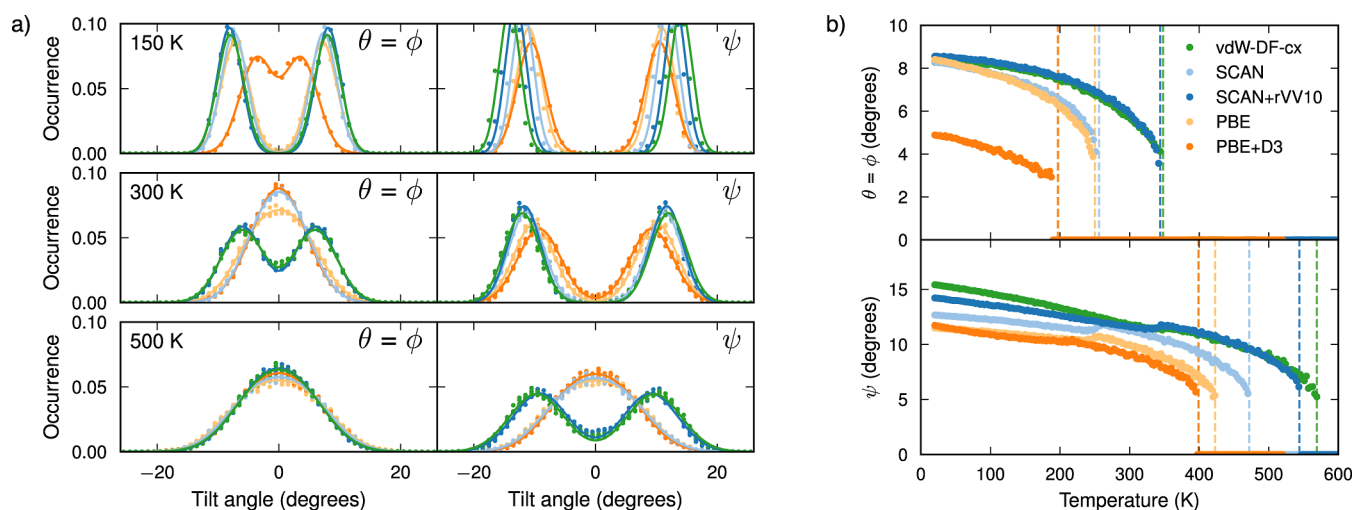 a)
150 K
θ = ϕ
ψ
0.10
0.05
0.00
Occurrence
300 K
θ = ϕ
ψ
0.10
0.05
0.00
Occurrence
500 K
θ = ϕ
ψ
0.10
0.05
0.00
Occurrence
−20 0 20
−20 0 20
Tilt angle (degrees)
Tilt angle (degrees)
b)
10
8
6
4
2
0
θ = ϕ (degrees)
vdW-DF-cx
SCAN
SCAN+rVV10
PBE
PBE+D3
15
10
5
0
ψ (degrees)
0 100 200 300 400 500 600
Temperature (K)